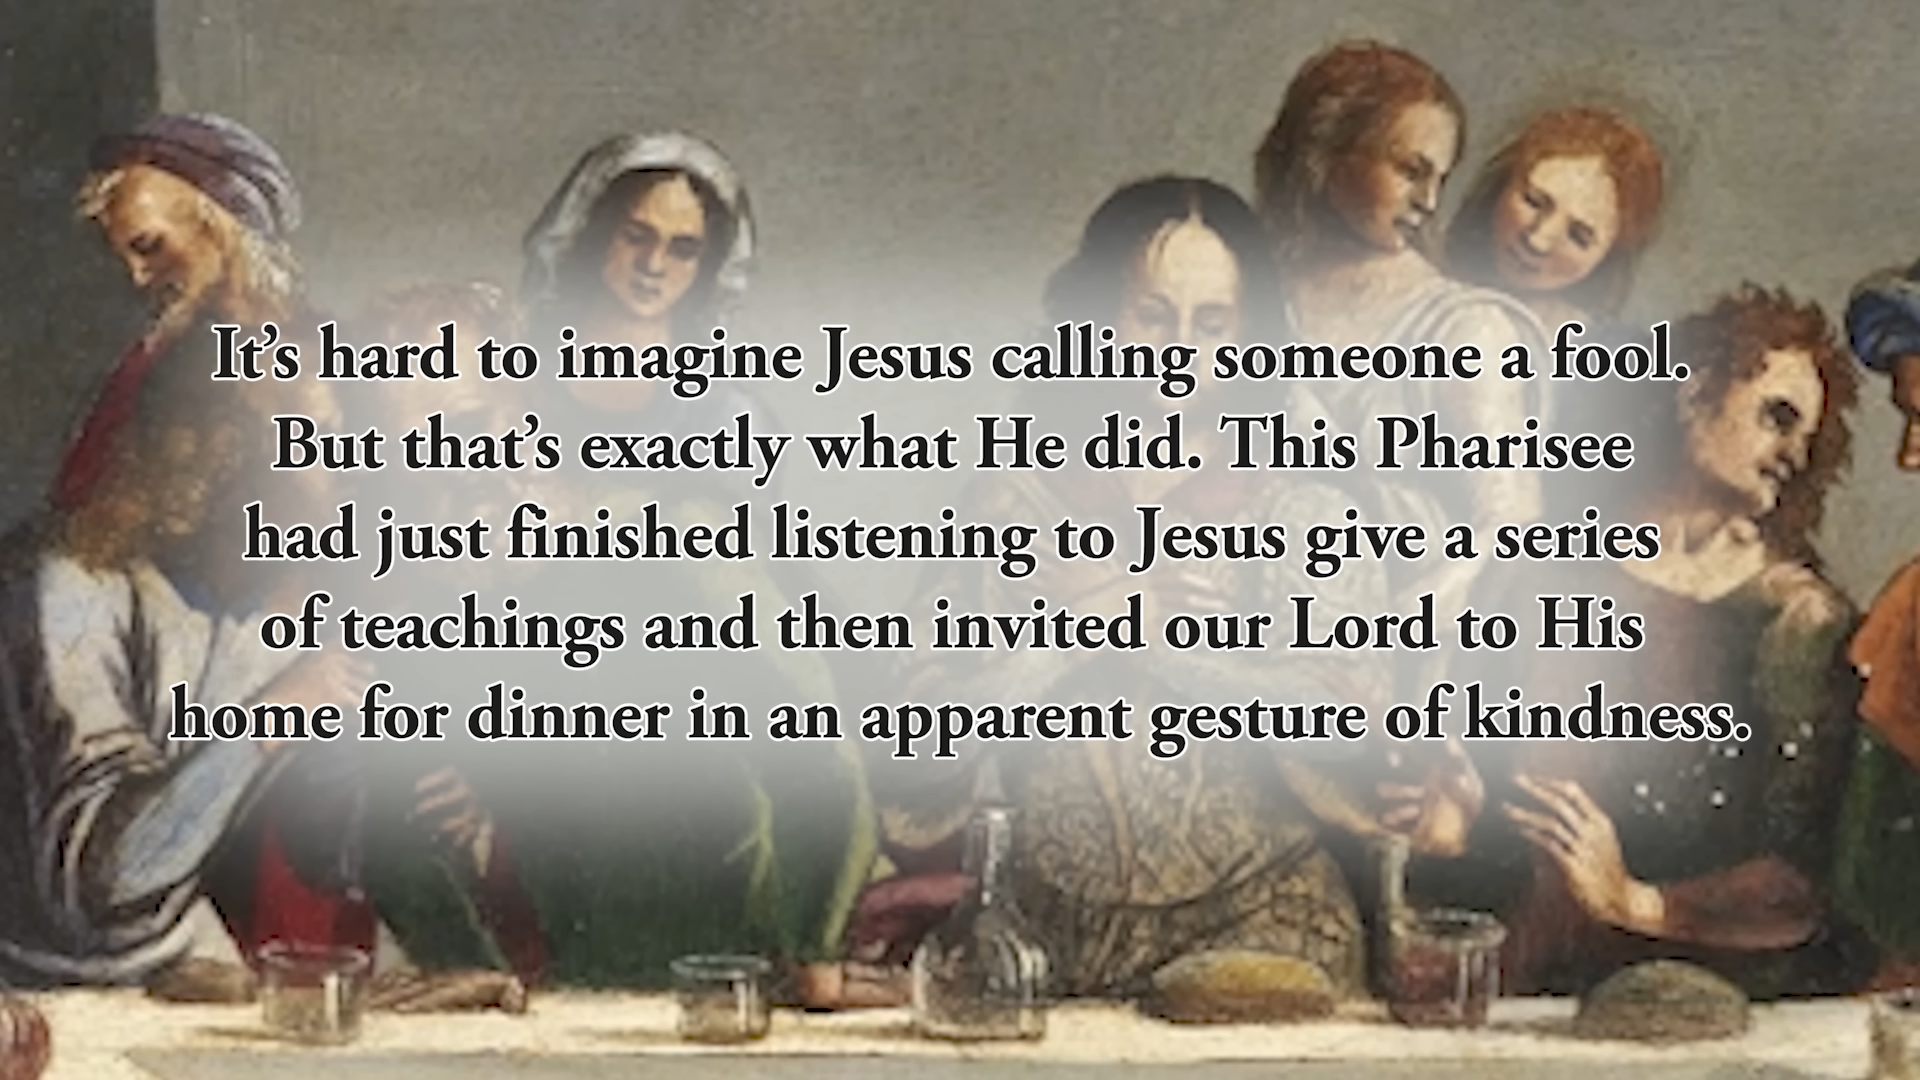 It’s hard to imagine Jesus calling someone a fool.
But that’s exactly what He did. This Pharisee
had just finished listening to Jesus give a series
of teachings and then invited our Lord to His
home for dinner in an apparent gesture of kindness.